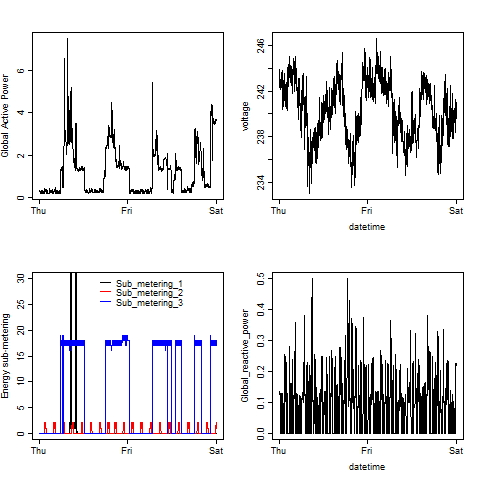 Global Active Power
0 2 4 6
Thu Fri Sat
voltage
234 238 242 246
Thu Fri Sat
datetime
Energy sub-metering
0 5 10 15 20 25 30
Sub_metering_1
Sub_metering_2
Sub_metering_3
Thu Fri Sat
Global_reactive_power
0.0 0.1 0.2 0.3 0.4 0.5
Thu Fri Sat
datetime